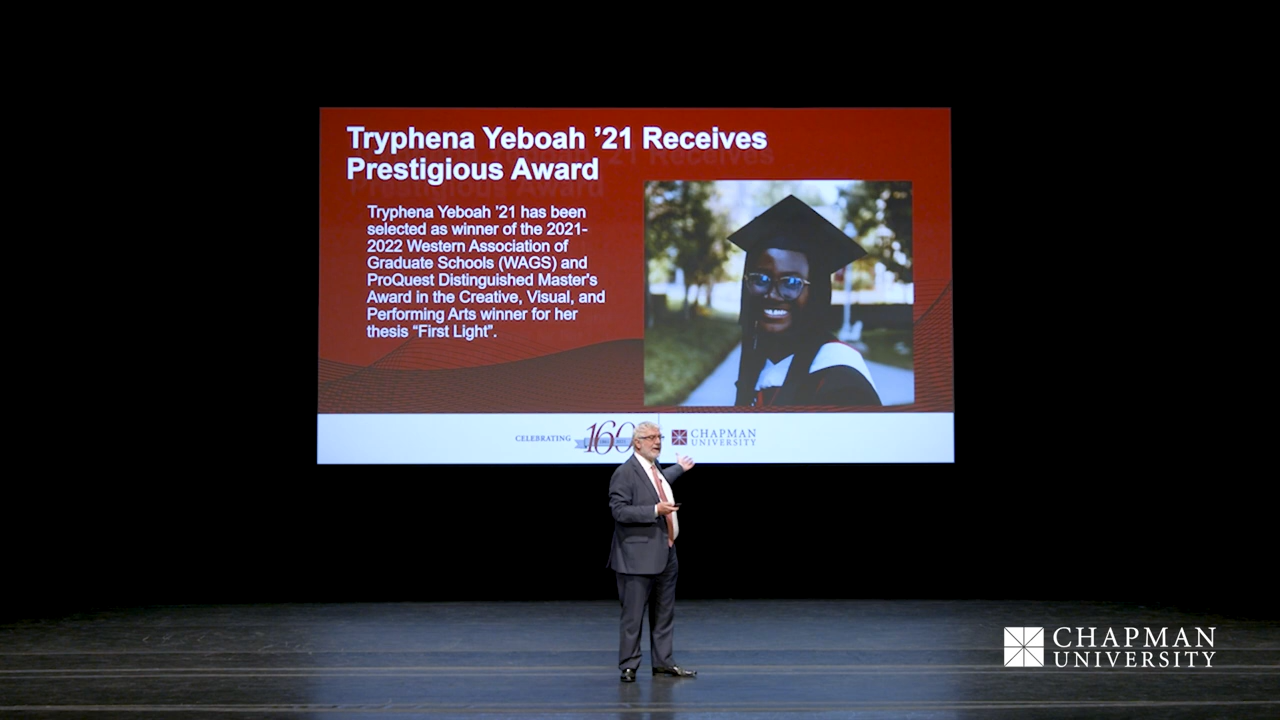 Tryphena Yeboah ’21 Receives
Prestigious Award
Tryphena Yeboah ’21 has been
selected as winner of the 2021-
2022 Western Association of
Graduate Schools (WAGS) and
ProQuest Distinguished Master’s
Award in the Creative, Visual, and
Performing Arts winner for her
thesis “First Light”.
CELEBRATING
160
CHAPMAN
UNIVERSITY
CHAPMAN
UNIVERSITY